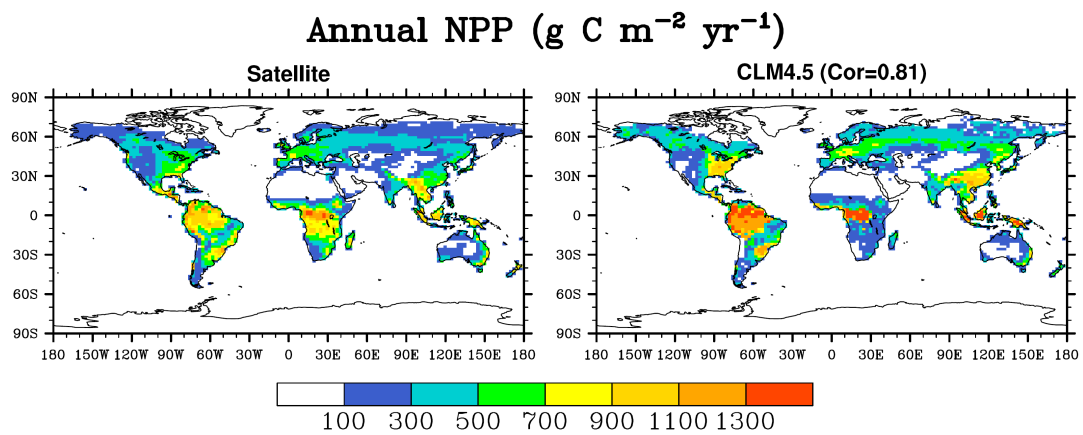 Annual NPP (g C m⁻² yr⁻¹)
Satellite
CLM4.5 (Cor=0.81)
90N
60N
30N
0
30S
60S
90S
180 150W 120W 90W 60W 30W 0 30E 60E 90E 120E 150E 180
90N
60N
30N
0
30S
60S
90S
180 150W 120W 90W 60W 30W 0 30E 60E 90E 120E 150E 180
100 300 500 700 900 1100 1300